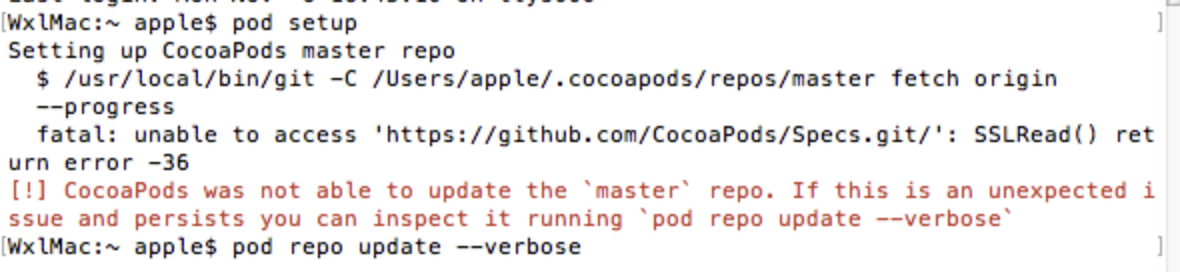 [WxlMac:~ apple$ pod setup ]
Setting up CocoaPods master repo
$ /usr/local/bin/git -C /Users/apple/.cocoapods/repos/master fetch origin
--progress
fatal: unable to access 'https://github.com/CocoaPods/Specs.git/': SSLRead() ret
urn error -36
[!] CocoaPods was not able to update the `master` repo. If this is an unexpected i
ssue and persists you can inspect it running `pod repo update --verbose`
[WxlMac:~ apple$ pod repo update --verbose ]